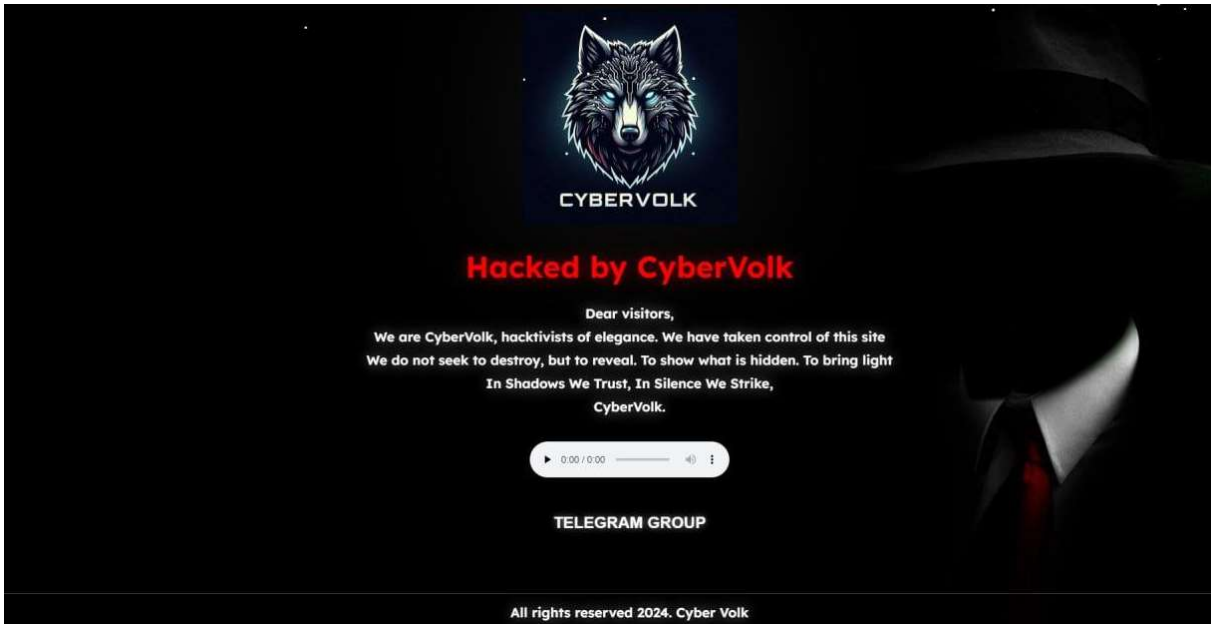 CYBERVOLK
Hacked by CyberVolk
Dear visitors,
We are CyberVolk, hacktivists of elegance. We have taken control of this site
We do not seek to destroy, but to reveal. To show what is hidden. To bring light
In Shadows We Trust, In Silence We Strike,
CyberVolk.
0:00 / 0:00
TELEGRAM GROUP
All rights reserved 2024. Cyber Volk